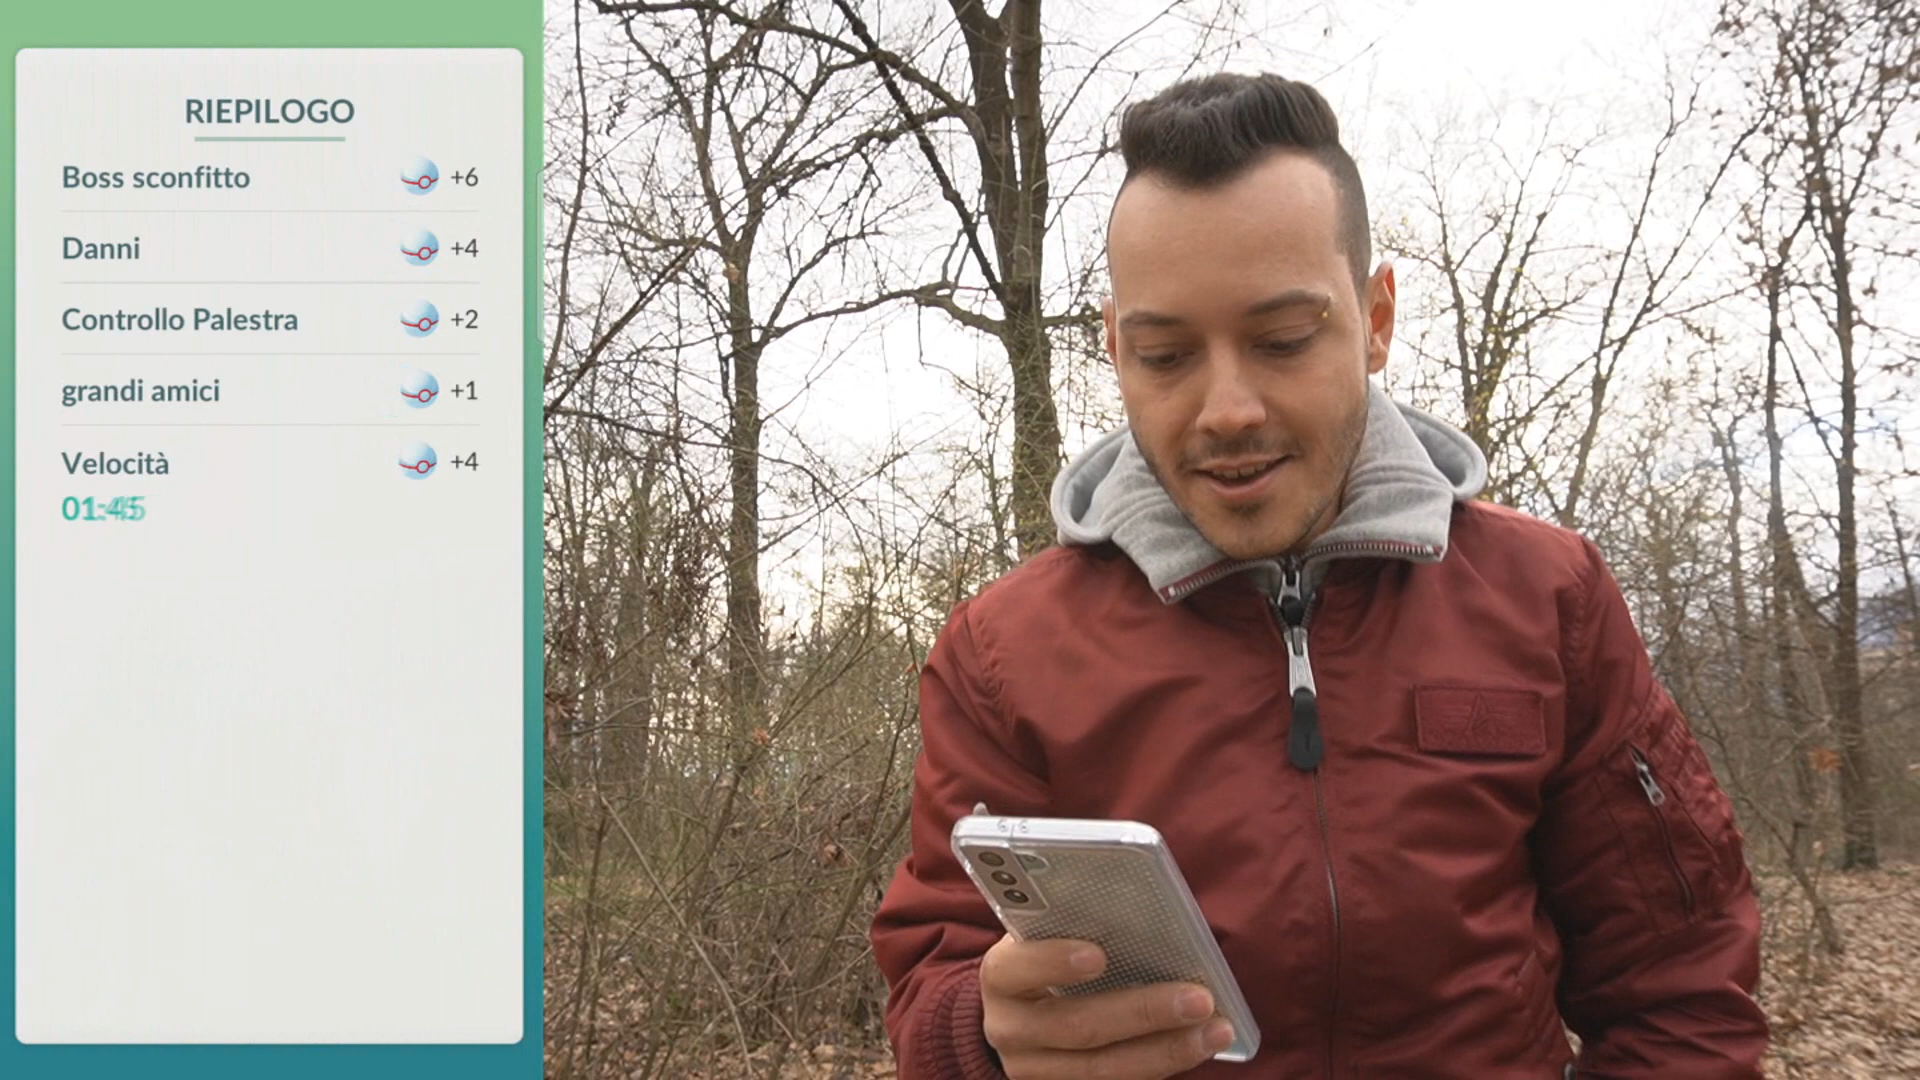 RIEPILOGO
Boss sconfitto +6
Danni +4
Controllo Palestra +2
grandi amici +1
Velocità +4
01:45